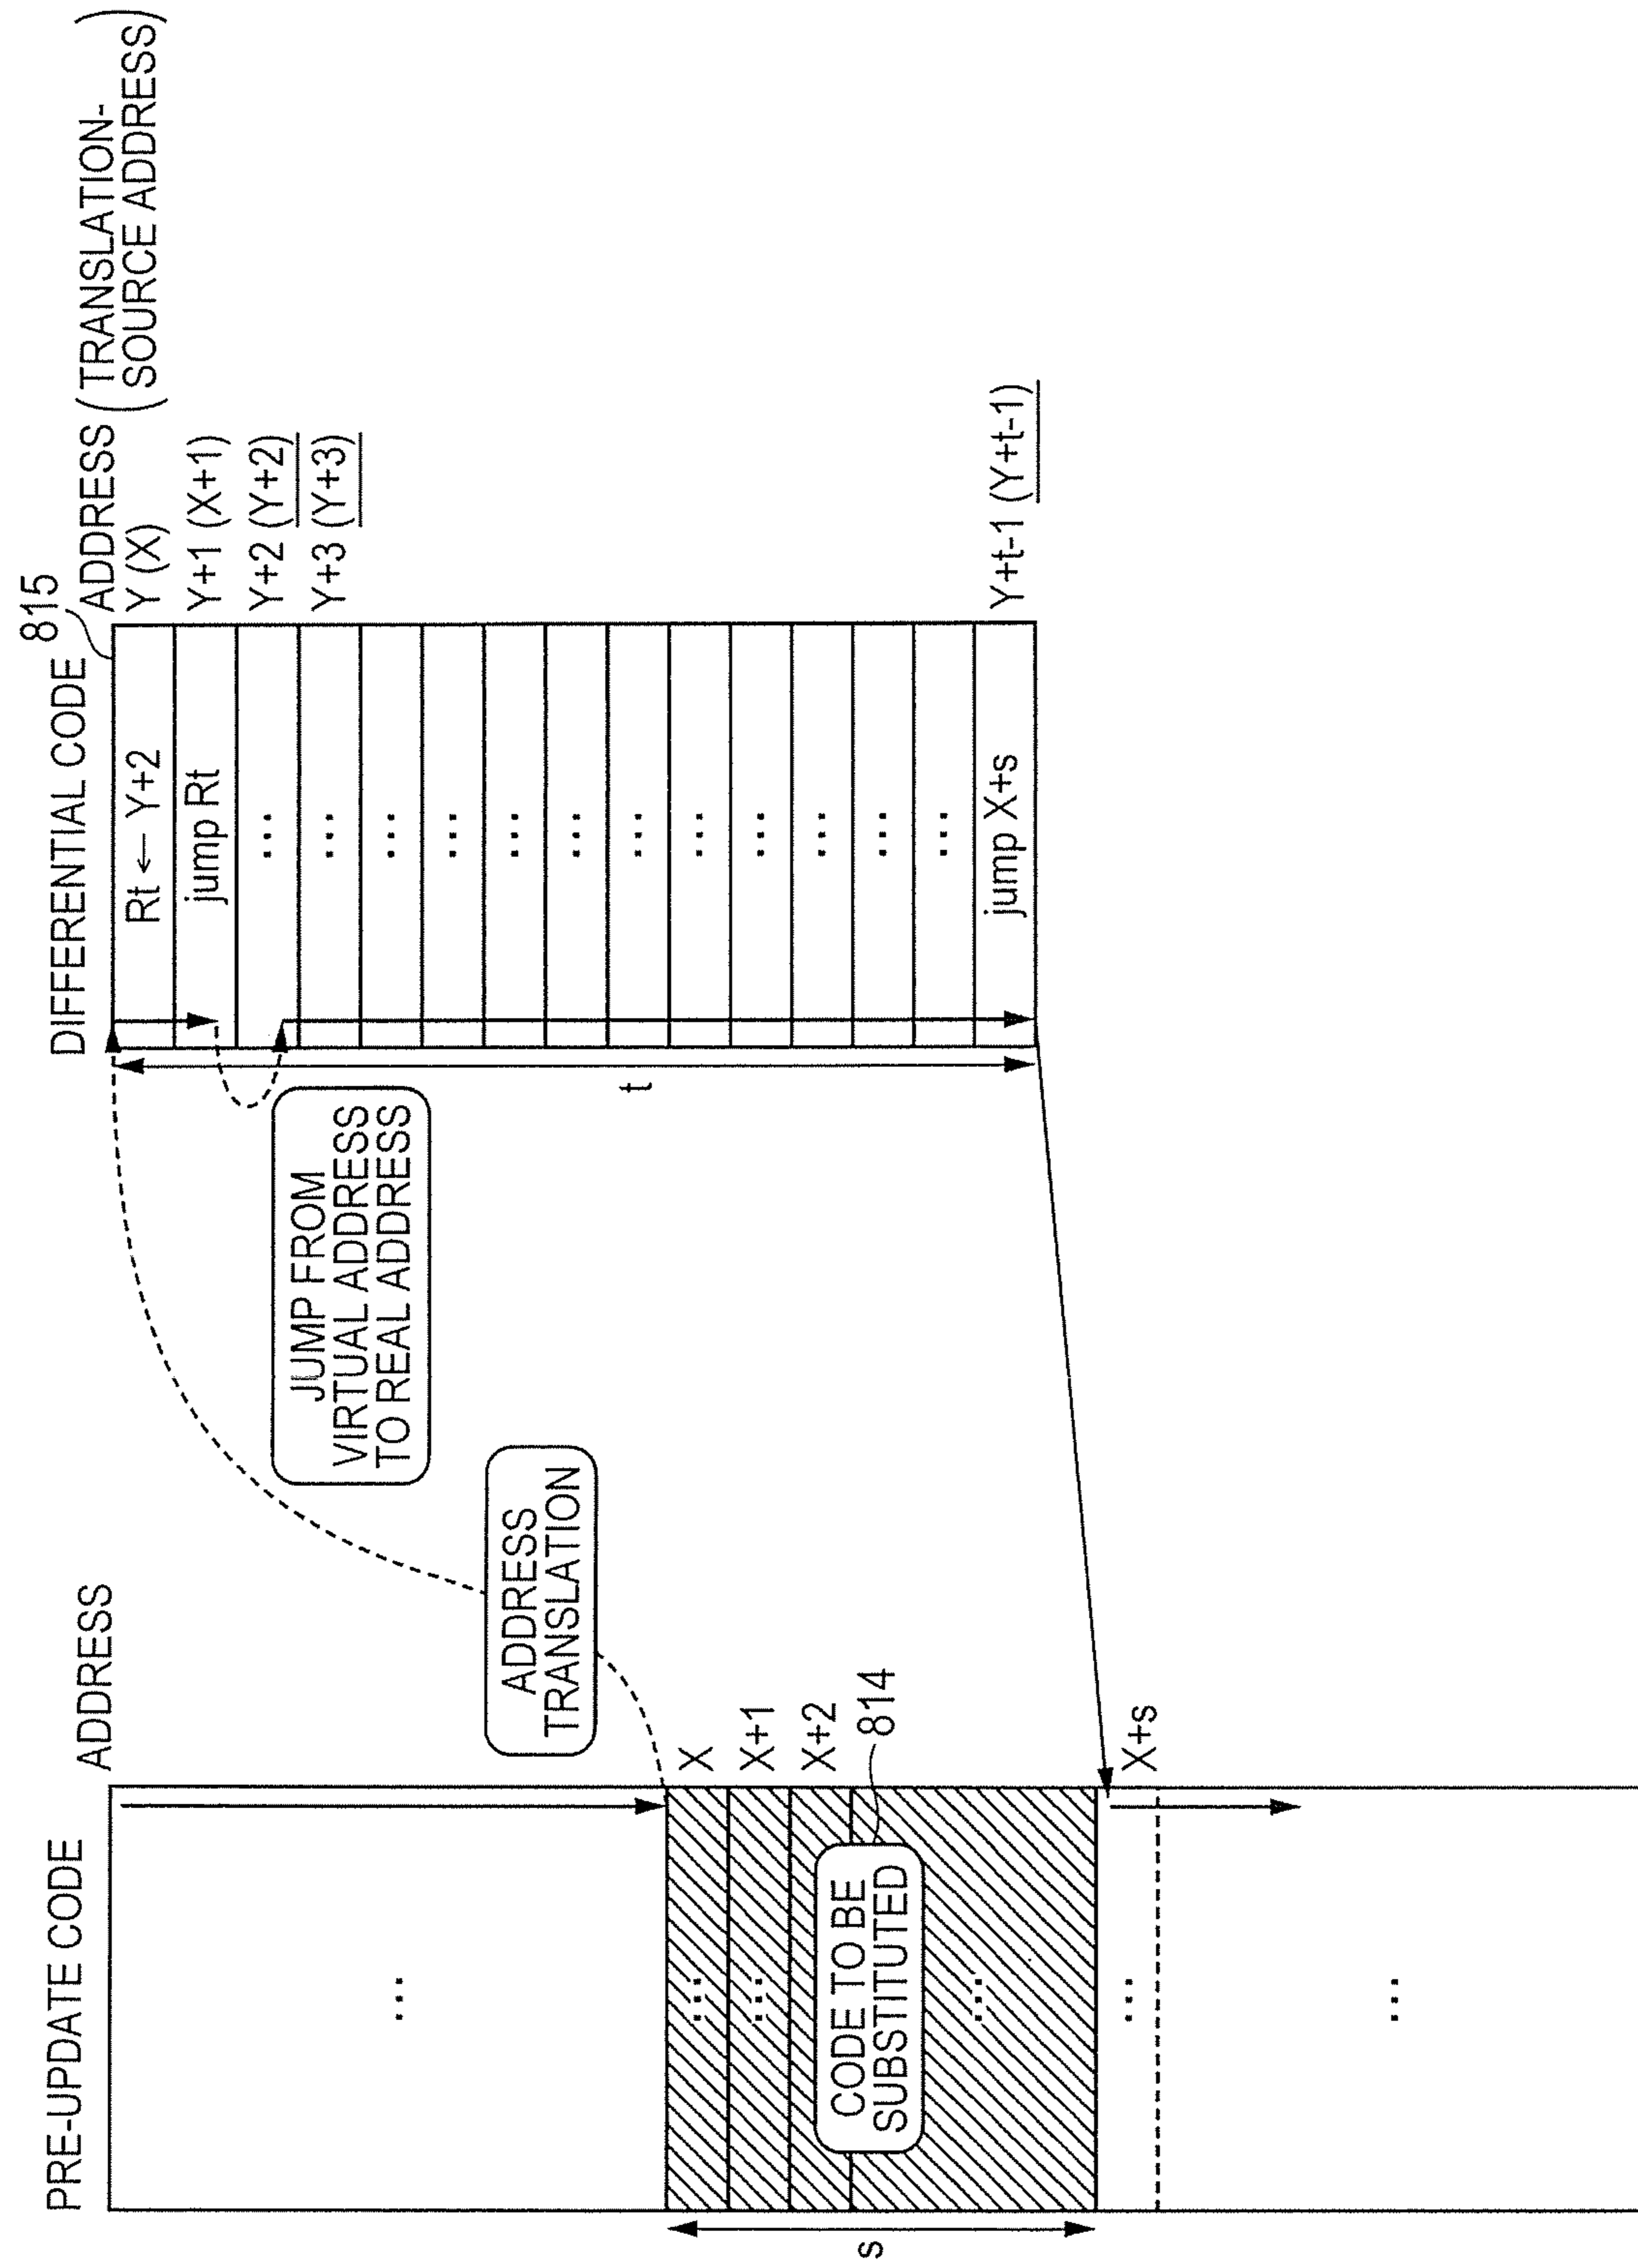 PRE-UPDATE CODE
ADDRESS
...
X
...
X+1
...
X+2
CODE TO BE
SUBSTITUTED
814
...
s
X+s
...
...
ADDRESS
TRANSLATION
JUMP FROM
VIRTUAL ADDRESS
TO REAL ADDRESS
DIFFERENTIAL CODE
815
ADDRESS (TRANSLATION-
SOURCE ADDRESS)
Rt ← Y+2
Y (X)
jump Rt
Y+1 (X+1)
...
Y+2 (Y+2)
...
Y+3 (Y+3)
...
...
...
...
...
...
...
...
...
...
jump X+s
Y+t-1 (Y+t-1)
t